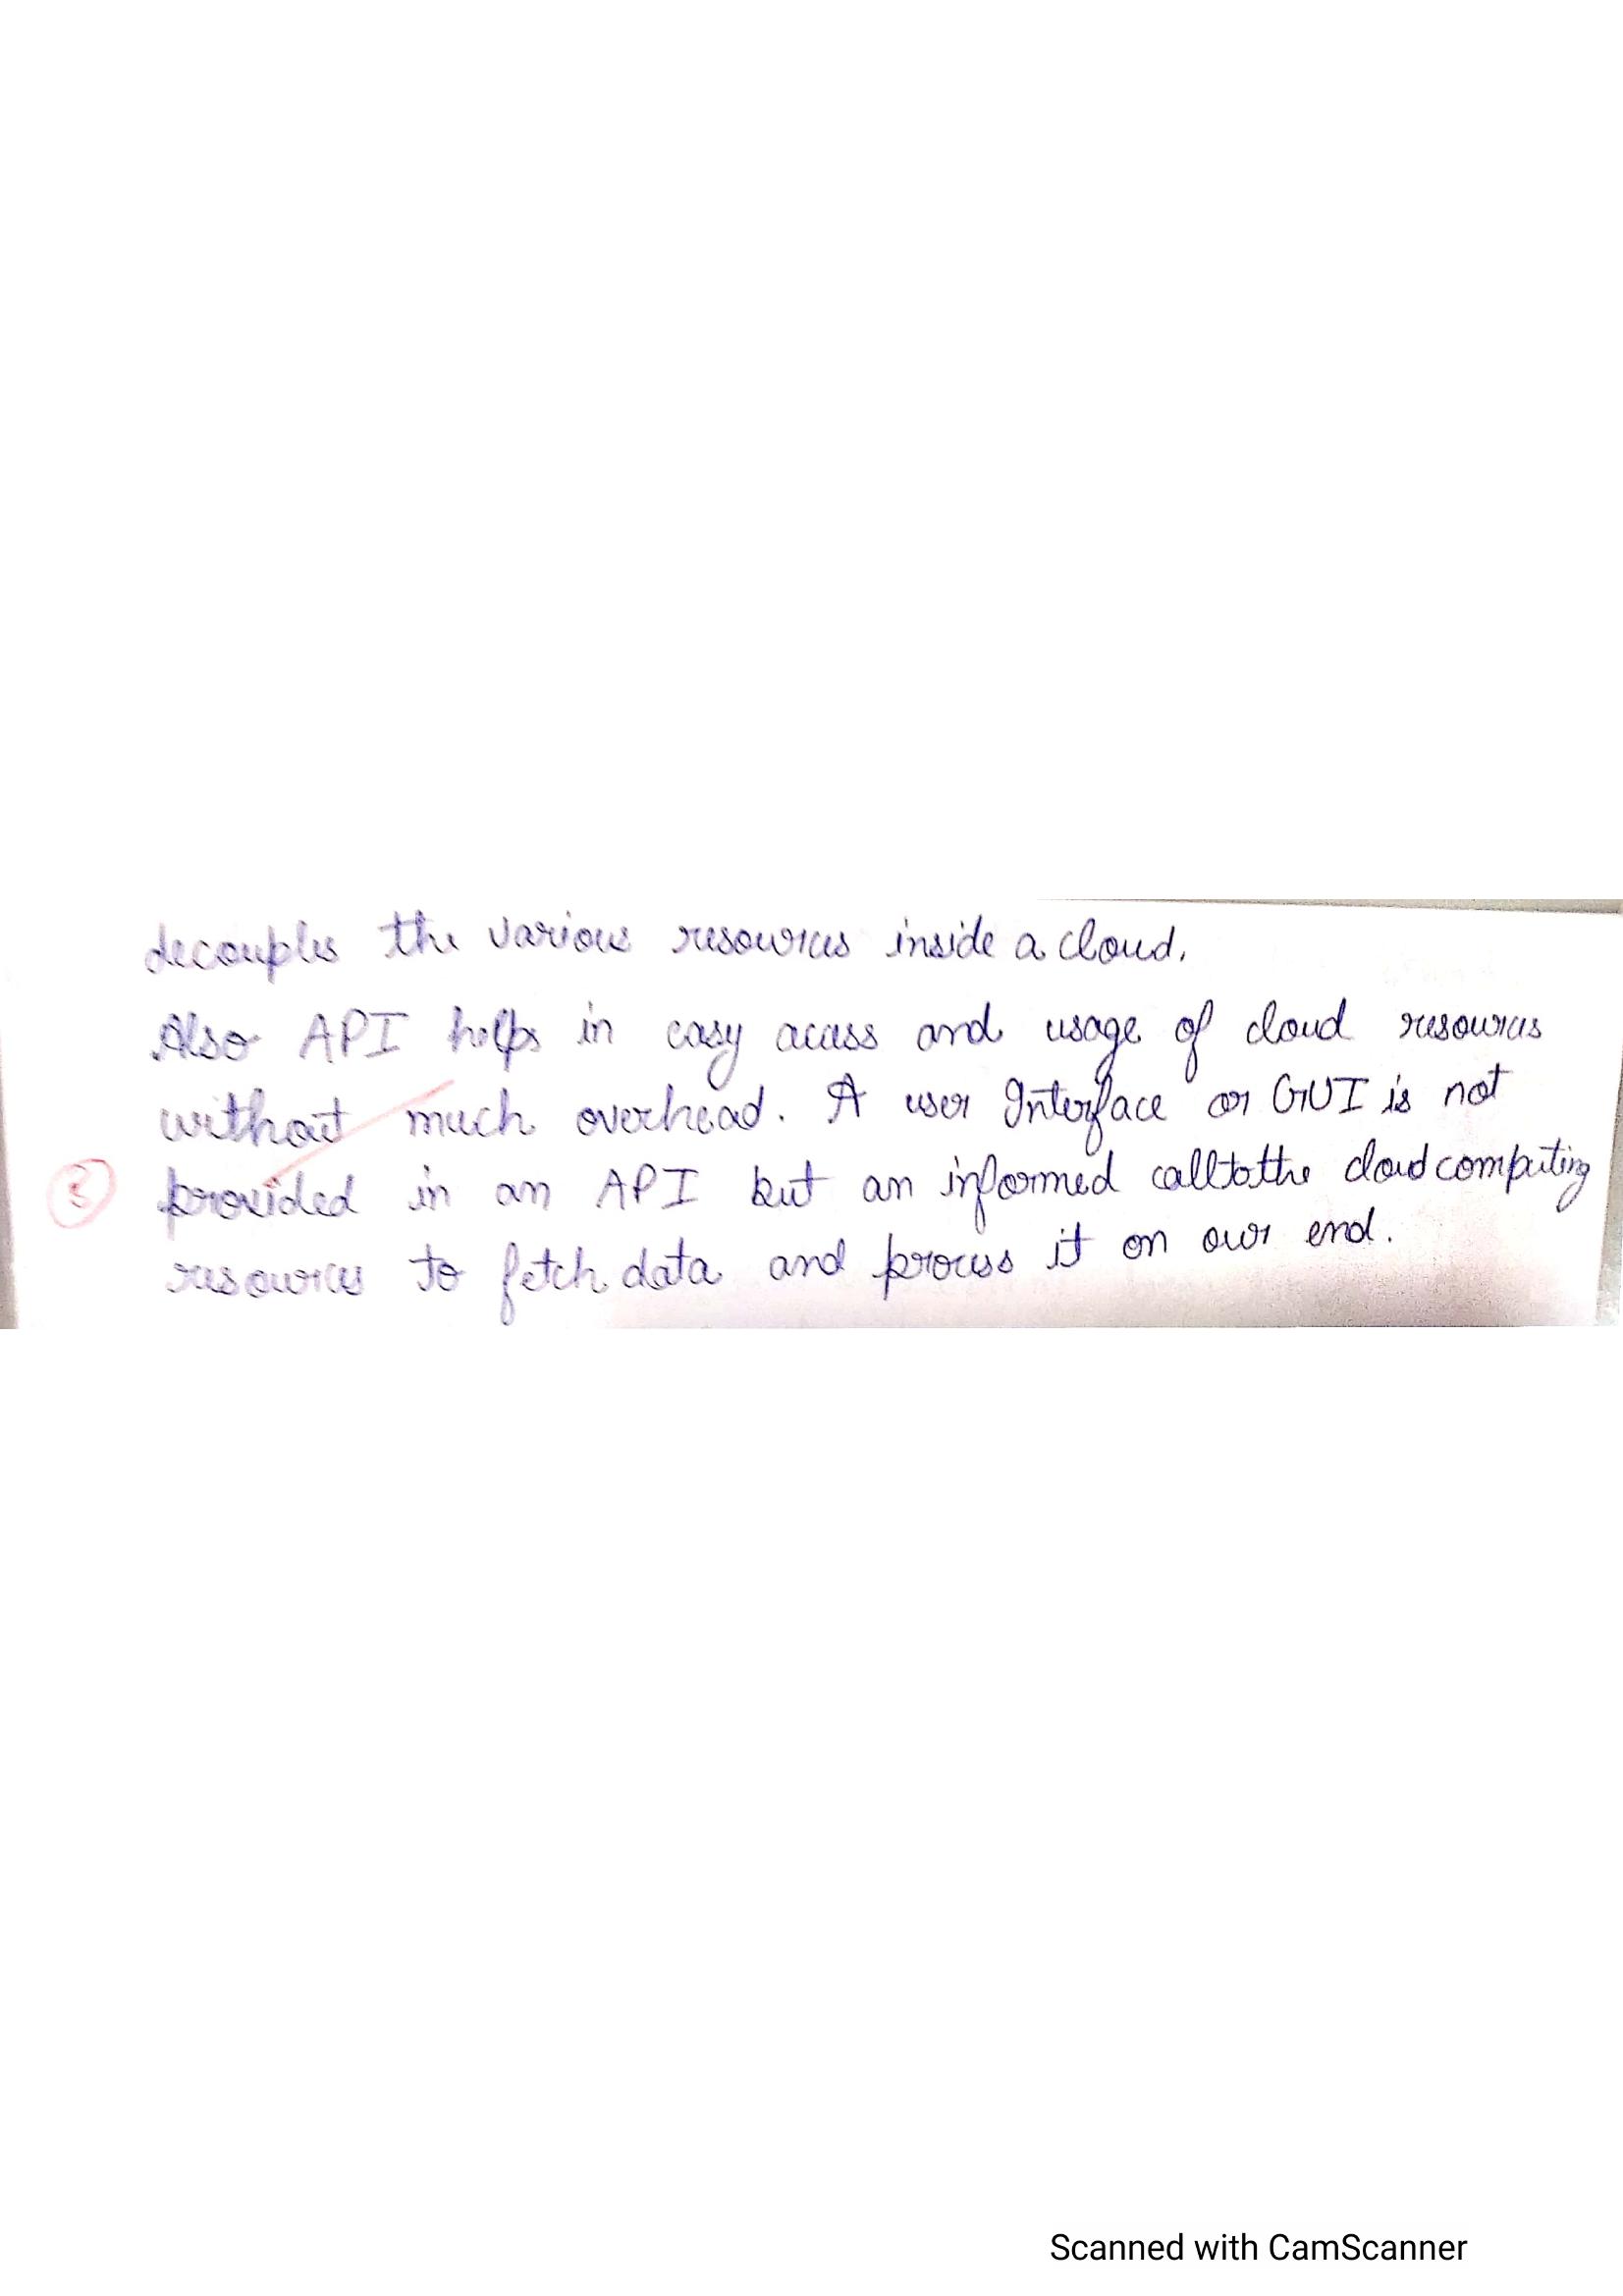 decouples the various resources inside a cloud.
Also API helps in easy access and usage of cloud resources
without much overhead. A user Interface or GUI is not
provided in an API but an informed call to the cloud computing
resources to fetch data and process it on our end.
Scanned with CamScanner